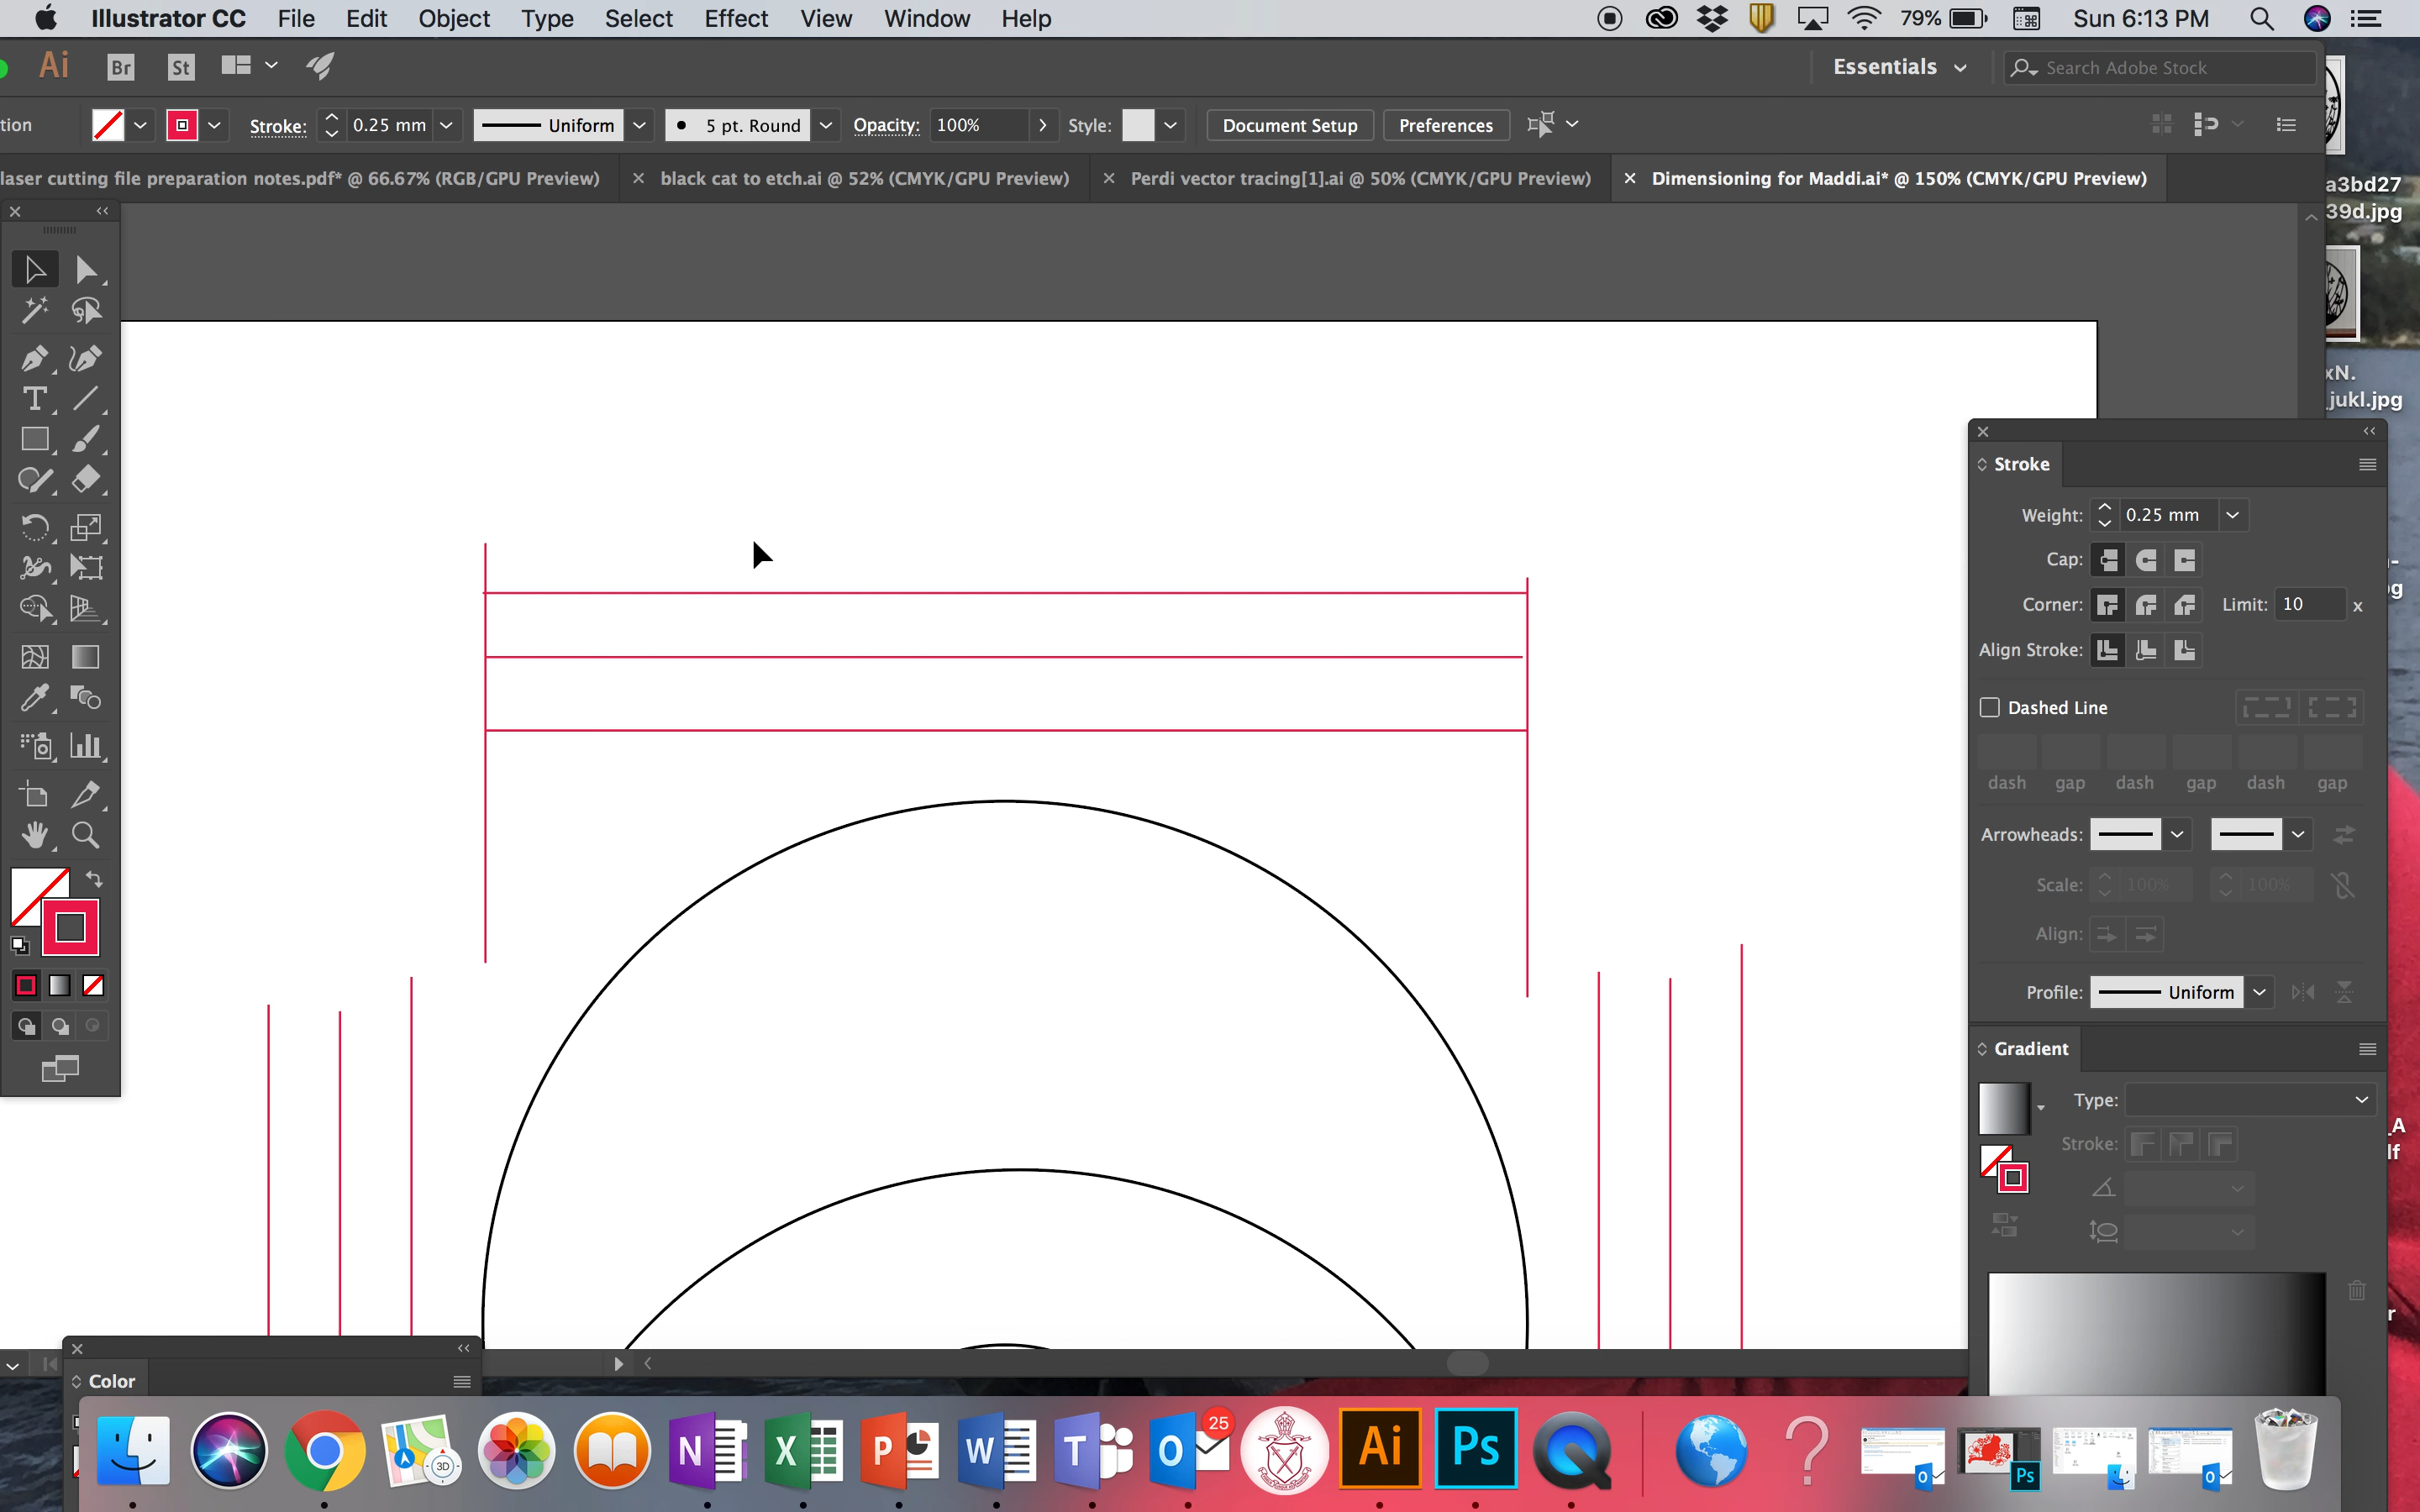 Illustrator CC File Edit Object Type Select Effect View Window Help 79% Sun 6:13 PM
Ai Br St Essentials Search Adobe Stock
tion Stroke: 0.25 mm Uniform 5 pt. Round Opacity: 100% Style: Document Setup Preferences
laser cutting file preparation notes.pdf* @ 66.67% (RGB/GPU Preview) × black cat to etch.ai @ 52% (CMYK/GPU Preview) × Perdi vector tracing[1].ai @ 50% (CMYK/GPU Preview) × Dimensioning for Maddi.ai* @ 150% (CMYK/GPU Preview)
a3bd27
39d.jpg
xN.
jukl.jpg
Stroke
Weight: 0.25 mm
Cap:
Corner: Limit: 10 x
Align Stroke:
Dashed Line
dash gap dash gap dash gap
Arrowheads:
Scale: 100% 100%
Align:
Profile: Uniform
Gradient
Type:
Stroke:
Color
3D N X P W T O 25 Ai Ps Q ? O Ps O